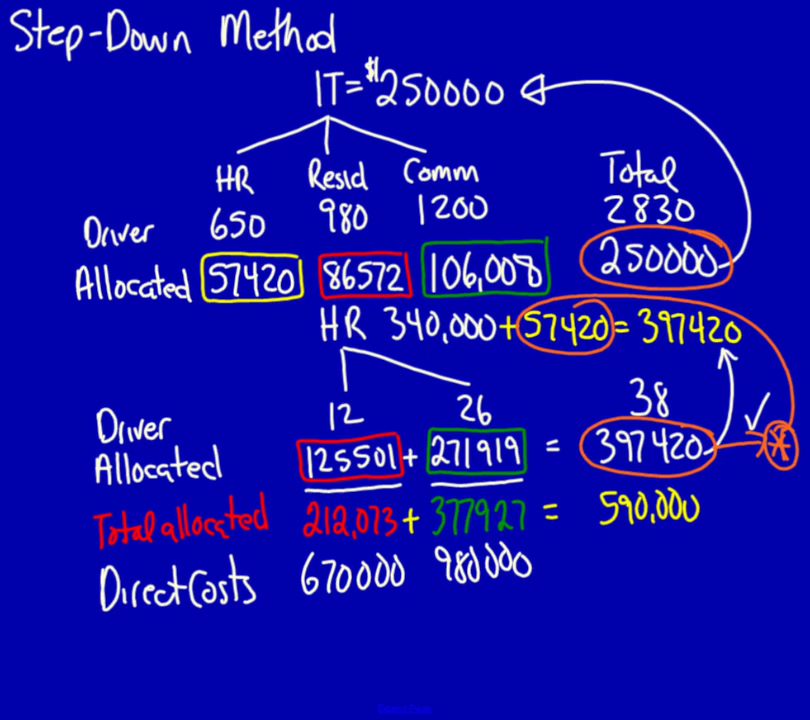 Step-Down Method
IT=$250000
HR Resid Comm Total
Driver 650 980 1200 2830
Allocated 57420 86572 106,008 250000
HR 340,000+57420=397420
Driver 12 26 38
Allocated 125501+271919 = 397420 *
Total allocated 212,073+377927 = 590,000
Direct Costs 670000 980000